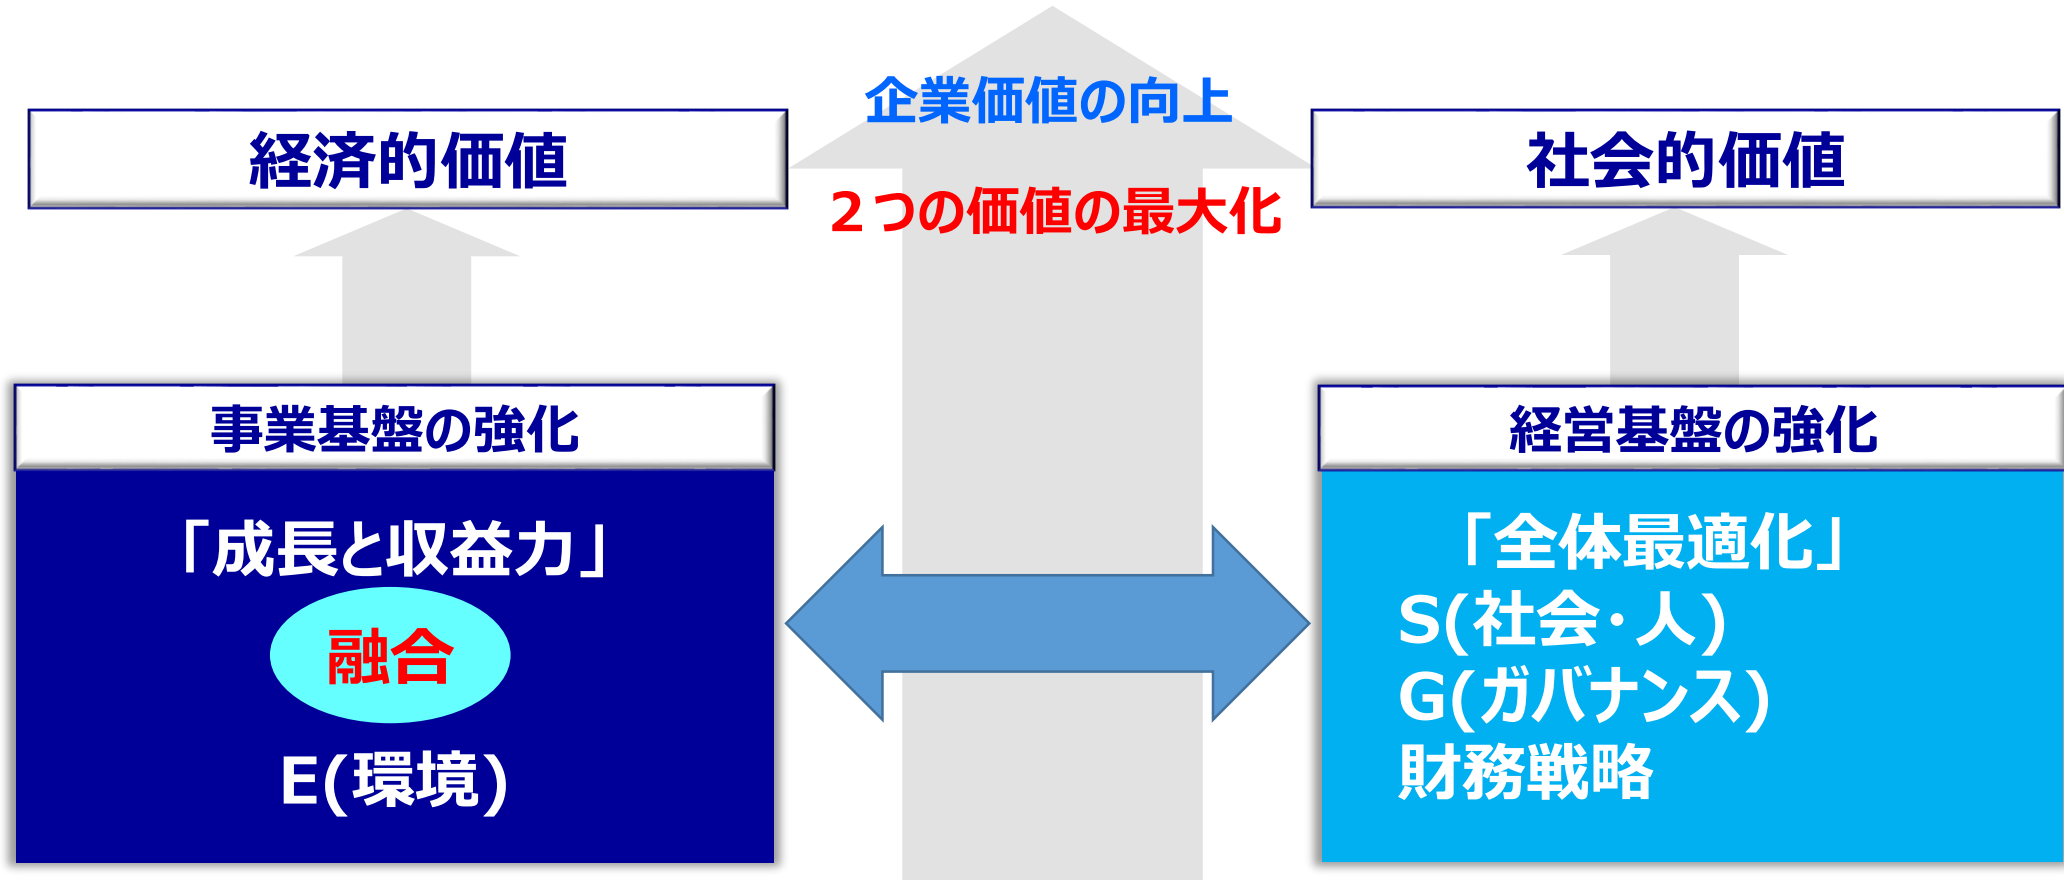 企業価値の向上
経済的価値
社会的価値
２つの価値の最大化
事業基盤の強化
「成長と収益力」
融合
E(環境)
経営基盤の強化
「全体最適化」
S(社会・人)
G(ガバナンス)
財務戦略